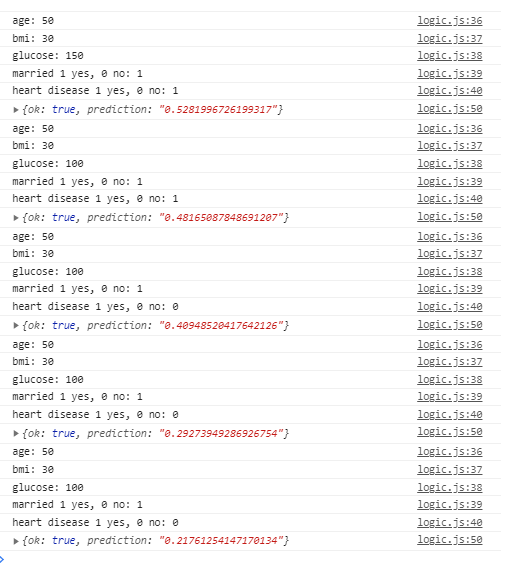 age: 50 logic.js:36
bmi: 30 logic.js:37
glucose: 150 logic.js:38
married 1 yes, 0 no: 1 logic.js:39
heart disease 1 yes, 0 no: 1 logic.js:40
{ok: true, prediction: "0.5281996726199317"} logic.js:50
age: 50 logic.js:36
bmi: 30 logic.js:37
glucose: 100 logic.js:38
married 1 yes, 0 no: 1 logic.js:39
heart disease 1 yes, 0 no: 1 logic.js:40
{ok: true, prediction: "0.48165087848691207"} logic.js:50
age: 50 logic.js:36
bmi: 30 logic.js:37
glucose: 100 logic.js:38
married 1 yes, 0 no: 1 logic.js:39
heart disease 1 yes, 0 no: 0 logic.js:40
{ok: true, prediction: "0.40948520417642126"} logic.js:50
age: 50 logic.js:36
bmi: 30 logic.js:37
glucose: 100 logic.js:38
married 1 yes, 0 no: 1 logic.js:39
heart disease 1 yes, 0 no: 0 logic.js:40
{ok: true, prediction: "0.29273949286926754"} logic.js:50
age: 50 logic.js:36
bmi: 30 logic.js:37
glucose: 100 logic.js:38
married 1 yes, 0 no: 1 logic.js:39
heart disease 1 yes, 0 no: 0 logic.js:40
{ok: true, prediction: "0.21761254147170134"} logic.js:50